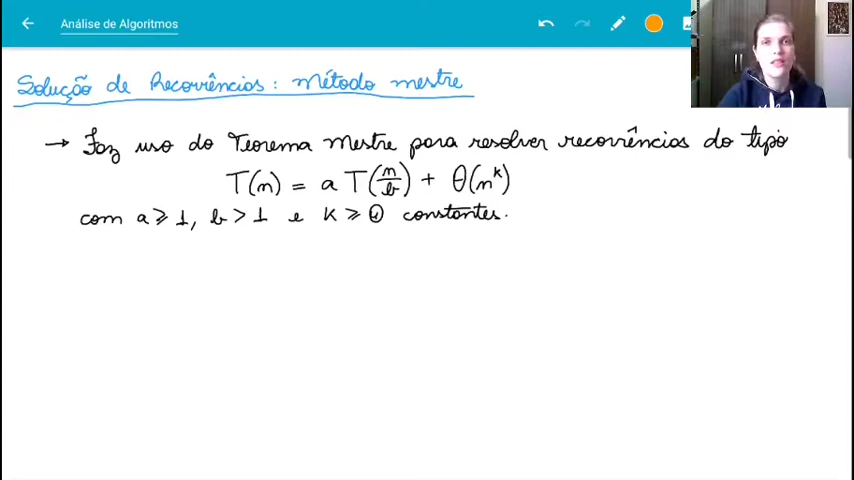 Análise de Algoritmos
Solução de Recorrências: Método mestre
→ Faz uso do Teorema mestre para resolver recorrências do tipo
T(n) = a T(n/b) + Θ(n^k)
com a ≥ 1, b > 1 e k ≥ 0 constantes.